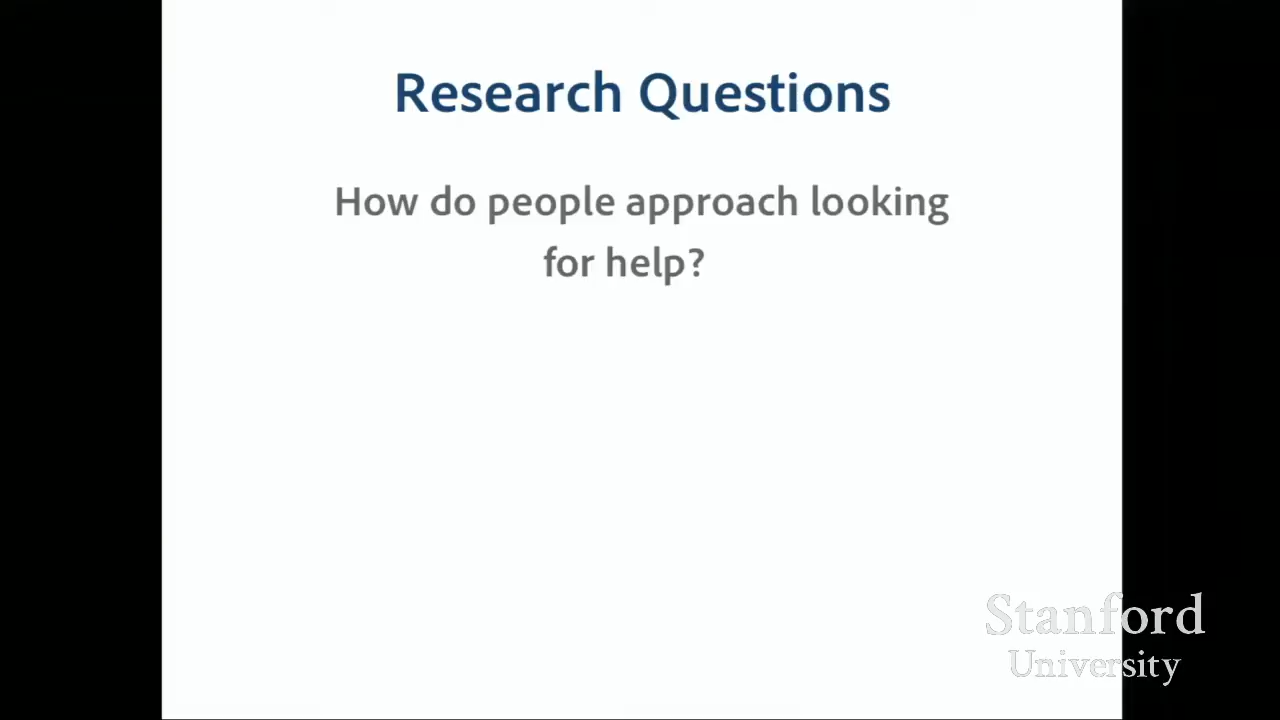 Research Questions
How do people approach looking
for help?
Stanford
University